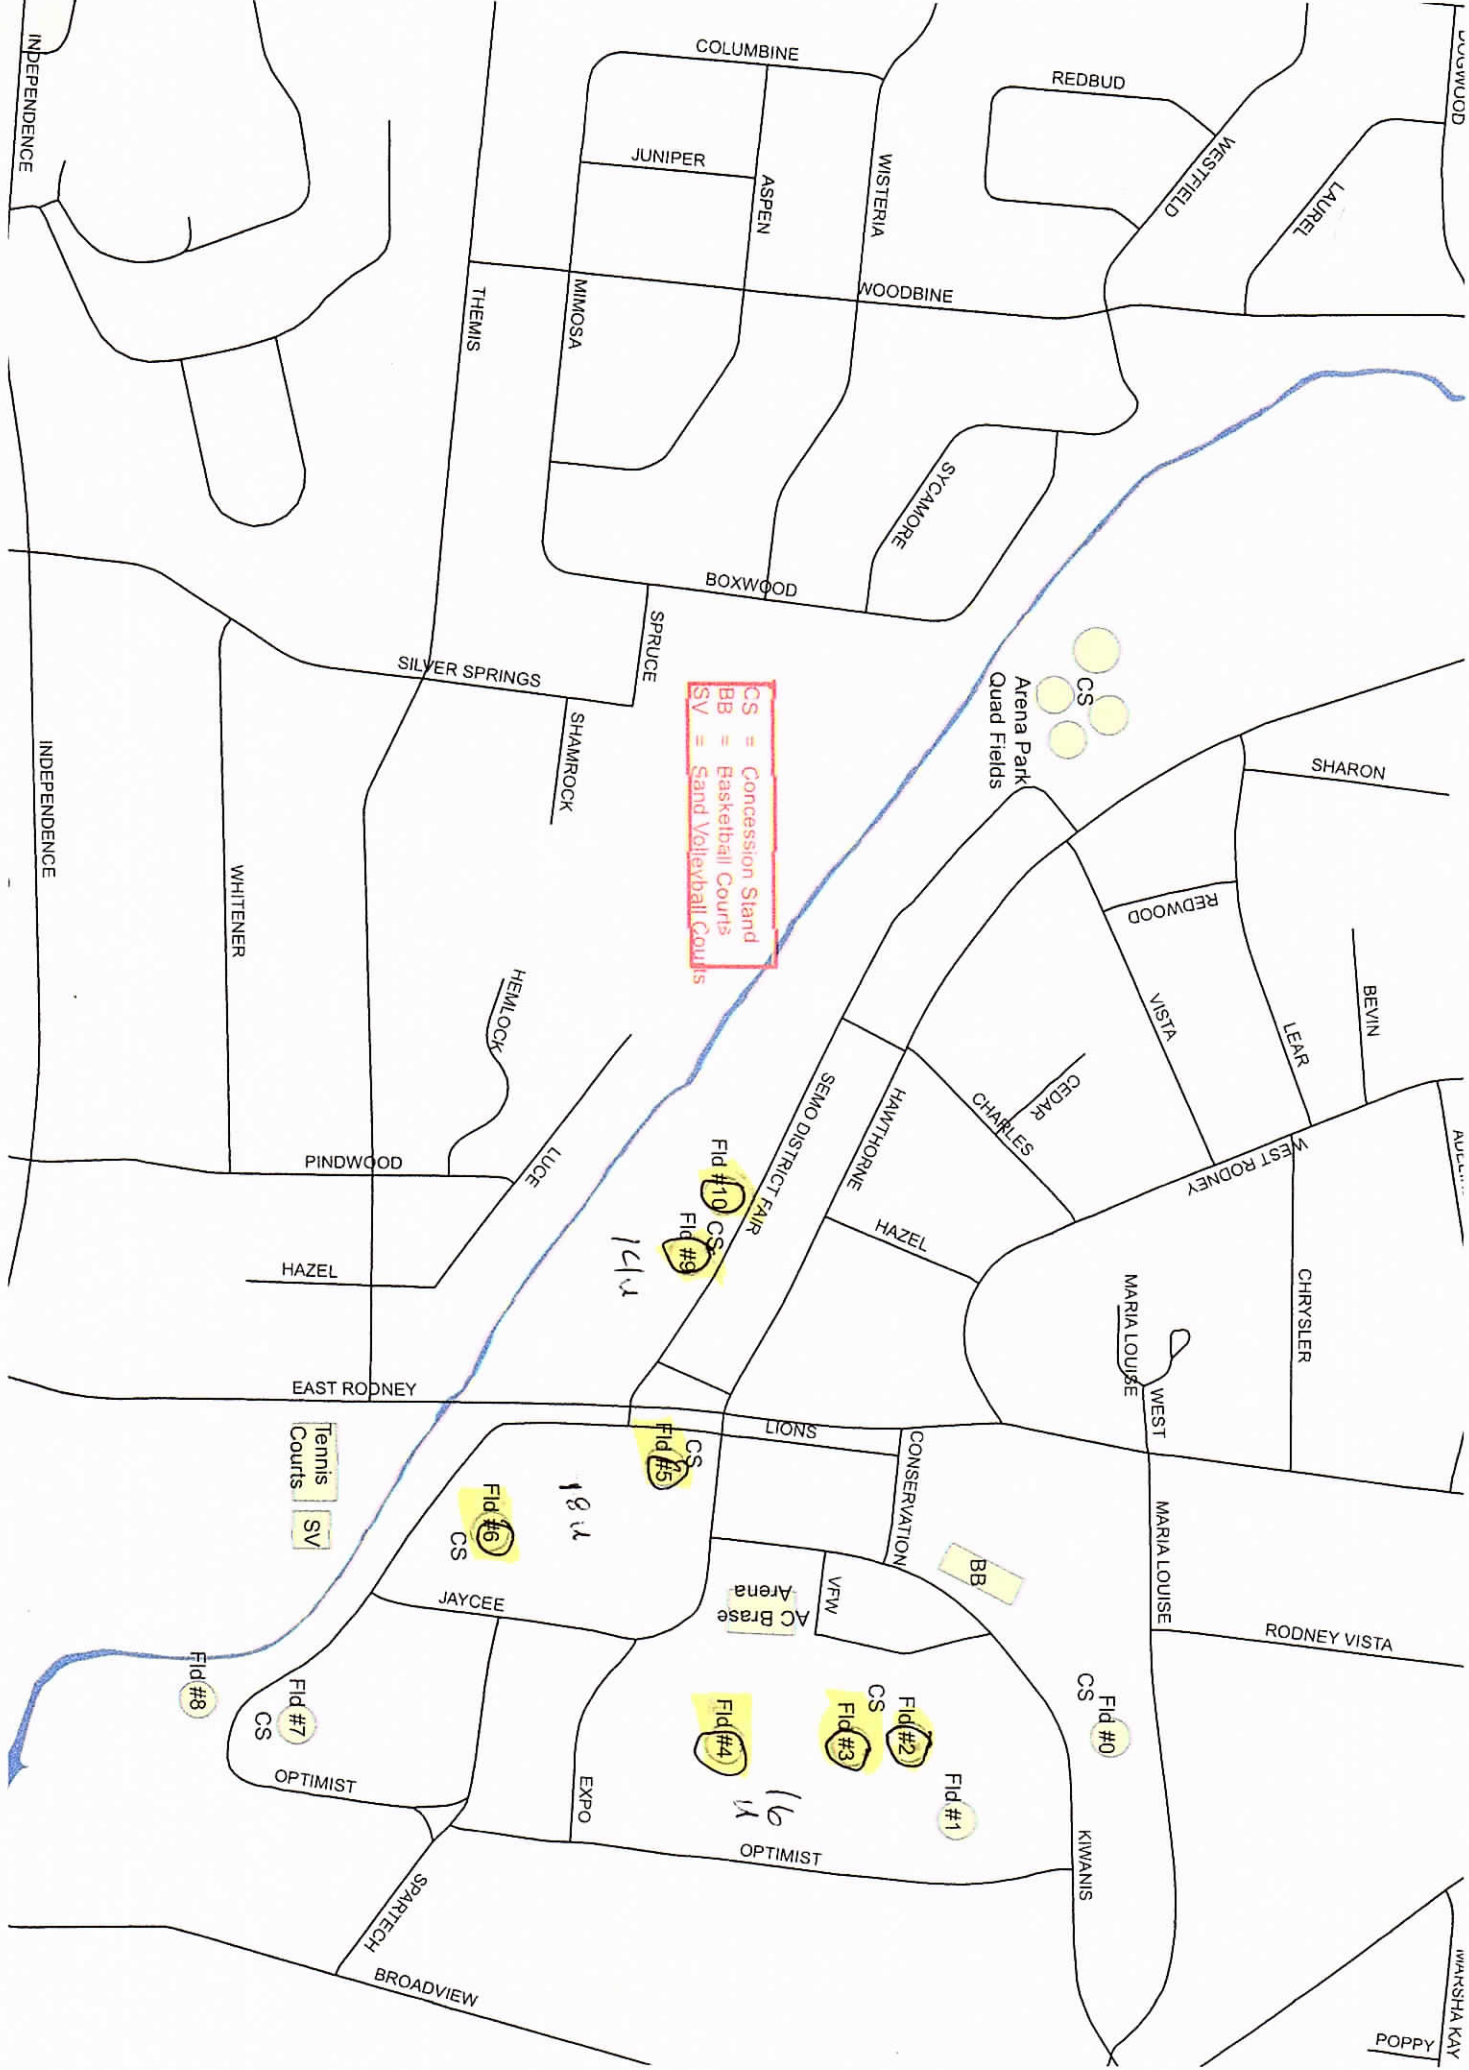 INDEPENDENCE
COLUMBINE
REDBUD
JUNIPER
ASPEN
WISTERIA
WESTFIELD
LAUREL
DOGWOOD
THEMIS
MIMOSA
WOODBINE
SYCAMORE
BOXWOOD
SPRUCE
SILVER SPRINGS
SHAMROCK
CS
Arena Park
Quad Fields
CS = Concession Stand
BB = Basketball Courts
SV = Sand Volleyball Courts
SHARON
REDWOOD
VISTA
LEAR
BEVIN
INDEPENDENCE
WHITENER
HEMLOCK
LUCE
PINDWOOD
HAZEL
SEMO DISTRICT FAIR
HAWTHORNE
CHARLES
CEDAR
WEST RODNEY
HAZEL
CHRYSLER
MARIA LOUISE
WEST
Fld #10
CS
Fld #9
14u
EAST RODNEY
LIONS
CONSERVATION
Tennis
Courts
SV
Fld #5
CS
18u
Fld #6
CS
JAYCEE
AC Brase
Arena
VFW
BB
MARIA LOUISE
RODNEY VISTA
Fld #8
Fld #7
CS
OPTIMIST
EXPO
Fld #4
Fld #3
CS
Fld #2
Fld #1
CS
Fld #0
16
u
OPTIMIST
KIWANIS
SPARTECH
BROADVIEW
MARSHA KAY
POPPY